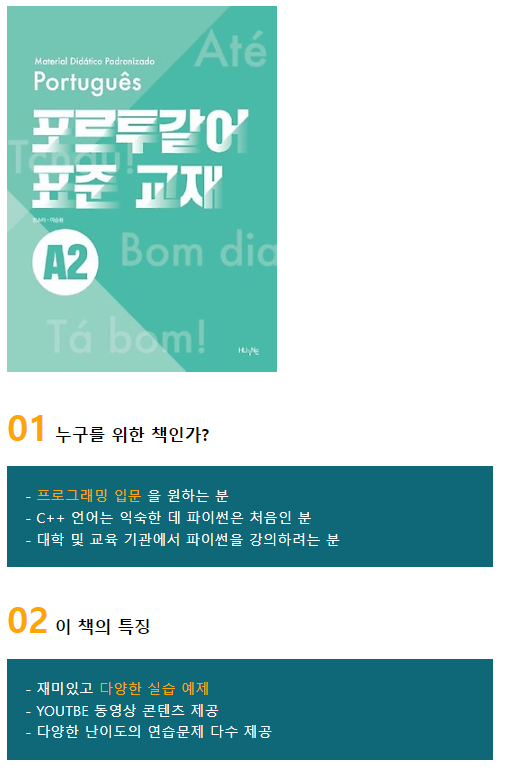 Até
Material Didático Padronizado
Português
포르투갈어
Tchau!
표준 교재
A2
Bom dia
Tá bom!
HUINE
01 누구를 위한 책인가?
- 프로그래밍 입문 을 원하는 분
- C++ 언어는 익숙한 데 파이썬은 처음인 분
- 대학 및 교육 기관에서 파이썬을 강의하려는 분
02 이 책의 특징
- 재미있고 다양한 실습 예제
- YOUTBE 동영상 콘텐츠 제공
- 다양한 난이도의 연습문제 다수 제공